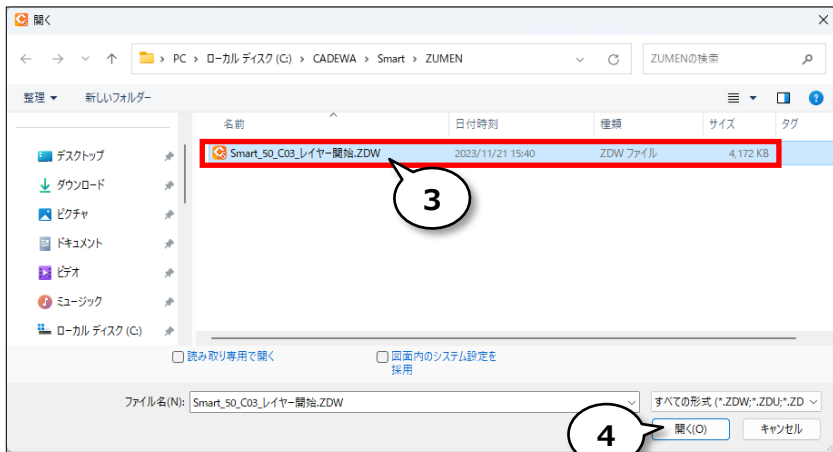 開く
PC › ローカル ディスク (C:) › CADEWA › Smart › ZUMEN
ZUMENの検索
整理 新しいフォルダー
名前 日付時刻 種類 サイズ タグ
Smart_50_C03_レイヤー開始.ZDW 2023/11/21 15:40 ZDW ファイル 4,172 KB
デスクトップ
ダウンロード
ピクチャ
ドキュメント
ビデオ
ミュージック
ローカル ディスク (C:)
3
読み取り専用で開く
図面内のシステム設定を
採用
ファイル名(N): Smart_50_C03_レイヤー開始.ZDW
すべての形式 (*.ZDW;*.ZDU;*.ZD
4
開く(O) キャンセル